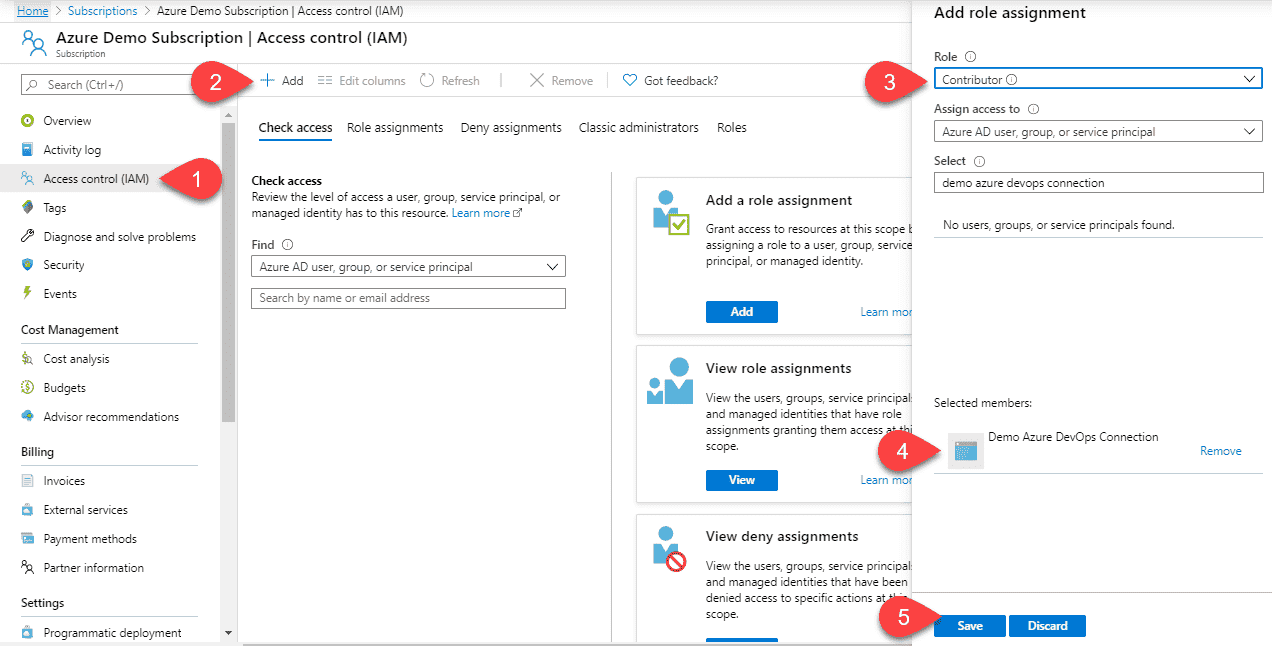 Home > Subscriptions > Azure Demo Subscription | Access control (IAM)
Azure Demo Subscription | Access control (IAM)
Subscription
Search (Ctrl+/)
Overview
Activity log
Access control (IAM)
1
Tags
Diagnose and solve problems
Security
Events
Cost Management
Cost analysis
Budgets
Advisor recommendations
Billing
Invoices
External services
Payment methods
Partner information
Settings
Programmatic deployment
2
Add Edit columns Refresh | Remove Got feedback?
Check access Role assignments Deny assignments Classic administrators Roles
Check access
Review the level of access a user, group, service principal, or
managed identity has to this resource. Learn more
Find
Azure AD user, group, or service principal
Search by name or email address
Add a role assignment
Grant access to resources at this scope b
assigning a role to a user, group, service
principal, or managed identity.
Add Learn mor
View role assignments
View the users, groups, service principals
and managed identities that have role
assignments granting them access at this
scope.
View Learn mor
View deny assignments
View the users, groups, service principals
and managed identities that have been
denied access to specific actions at this
scope.
Add role assignment
Role
3
Contributor
Assign access to
Azure AD user, group, or service principal
Select
demo azure devops connection
No users, groups, or service principals found.
Selected members:
4
Demo Azure DevOps Connection
Remove
5
Save Discard